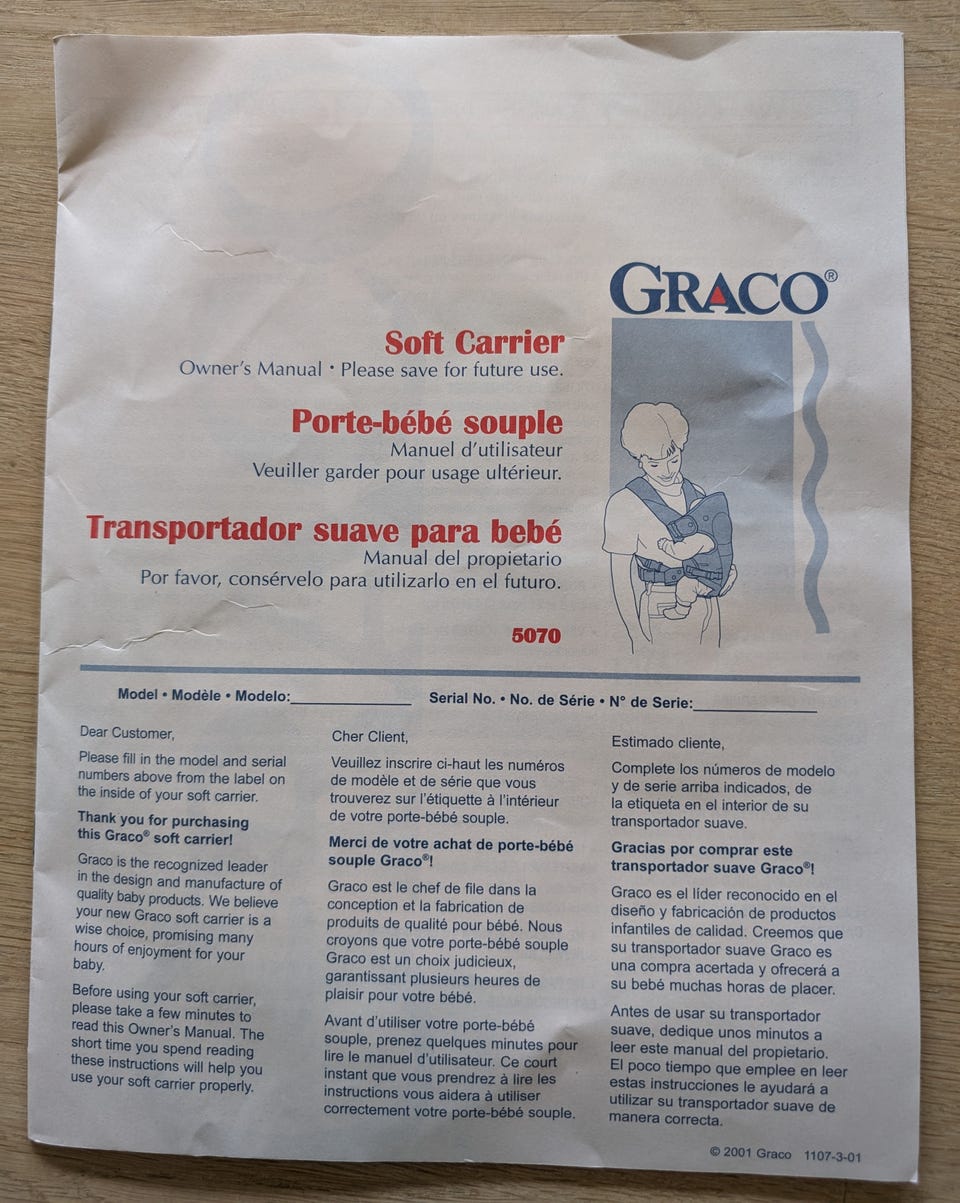 GRACO®
Soft Carrier
Owner's Manual • Please save for future use.
Porte-bébé souple
Manuel d'utilisateur
Veuiller garder pour usage ultérieur.
Transportador suave para bebé
Manual del propietario
Por favor, consérvelo para utilizarlo en el futuro.
5070
Model • Modèle • Modelo:______________ Serial No. • No. de Série • N° de Serie:______________
Dear Customer,
Please fill in the model and serial
numbers above from the label on
the inside of your soft carrier.
Thank you for purchasing
this Graco® soft carrier!
Graco is the recognized leader
in the design and manufacture of
quality baby products. We believe
your new Graco soft carrier is a
wise choice, promising many
hours of enjoyment for your
baby.
Before using your soft carrier,
please take a few minutes to
read this Owner's Manual. The
short time you spend reading
these instructions will help you
use your soft carrier properly.
Cher Client,
Veuillez inscrire ci-haut les numéros
de modèle et de série que vous
trouverez sur l'étiquette à l'intérieur
de votre porte-bébé souple.
Merci de votre achat de porte-bébé
souple Graco®!
Graco est le chef de file dans la
conception et la fabrication de
produits de qualité pour bébé. Nous
croyons que votre porte-bébé souple
Graco est un choix judicieux,
garantissant plusieurs heures de
plaisir pour votre bébé.
Avant d'utiliser votre porte-bébé
souple, prenez quelques minutes pour
lire le manuel d'utilisateur. Ce court
instant que vous prendrez à lire les
instructions vous aidera à utiliser
correctement votre porte-bébé souple.
Estimado cliente,
Complete los números de modelo
y de serie arriba indicados, de
la etiqueta en el interior de su
transportador suave.
Gracias por comprar este
transportador suave Graco®!
Graco es el líder reconocido en el
diseño y fabricación de productos
infantiles de calidad. Creemos que
su transportador suave Graco es
una compra acertada y ofrecerá a
su bebé muchas horas de placer.
Antes de usar su transportador
suave, dedique unos minutos a
leer este manual del propietario.
El poco tiempo que emplee en leer
estas instrucciones le ayudará a
utilizar su transportador suave de
manera correcta.
© 2001 Graco 1107-3-01